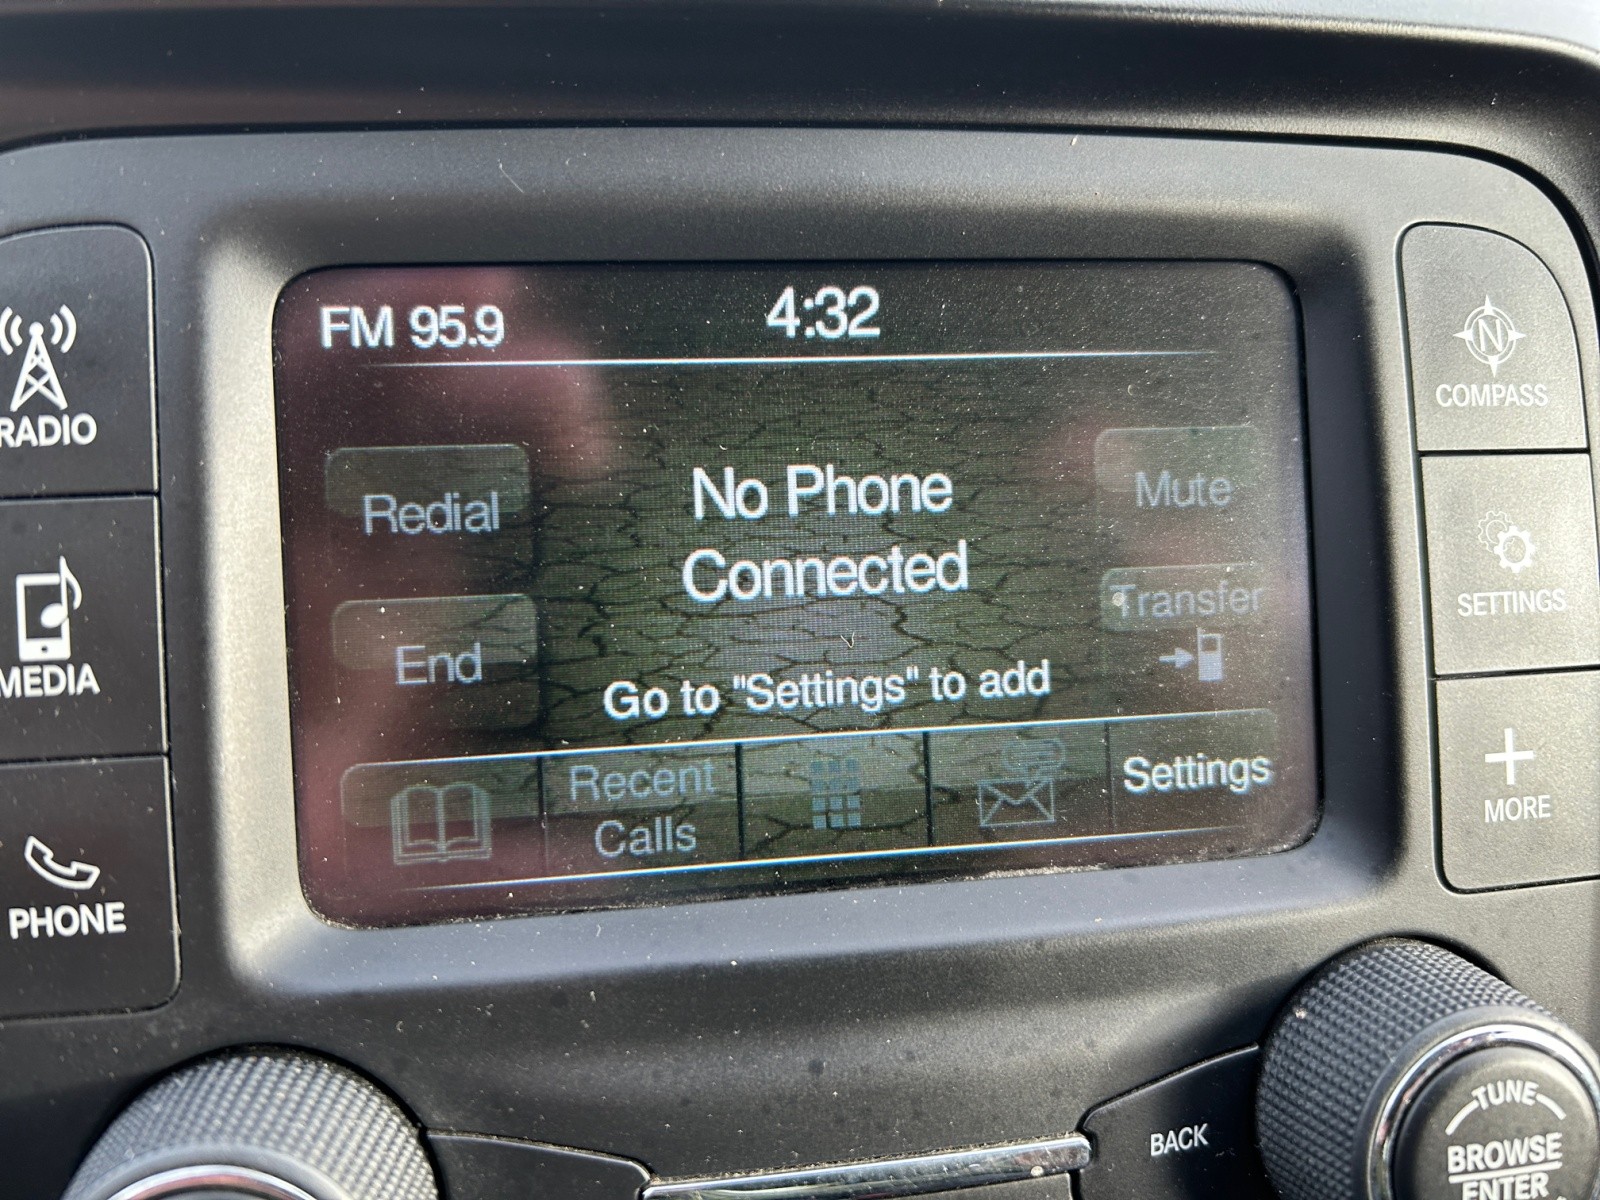 FM 95.9
4:32
RADIO
MEDIA
PHONE
Redial
End
No Phone
Connected
Go to "Settings" to add
Mute
Transfer
Recent
Calls
Settings
N
COMPASS
SETTINGS
MORE
BACK
TUNE
BROWSE
ENTER